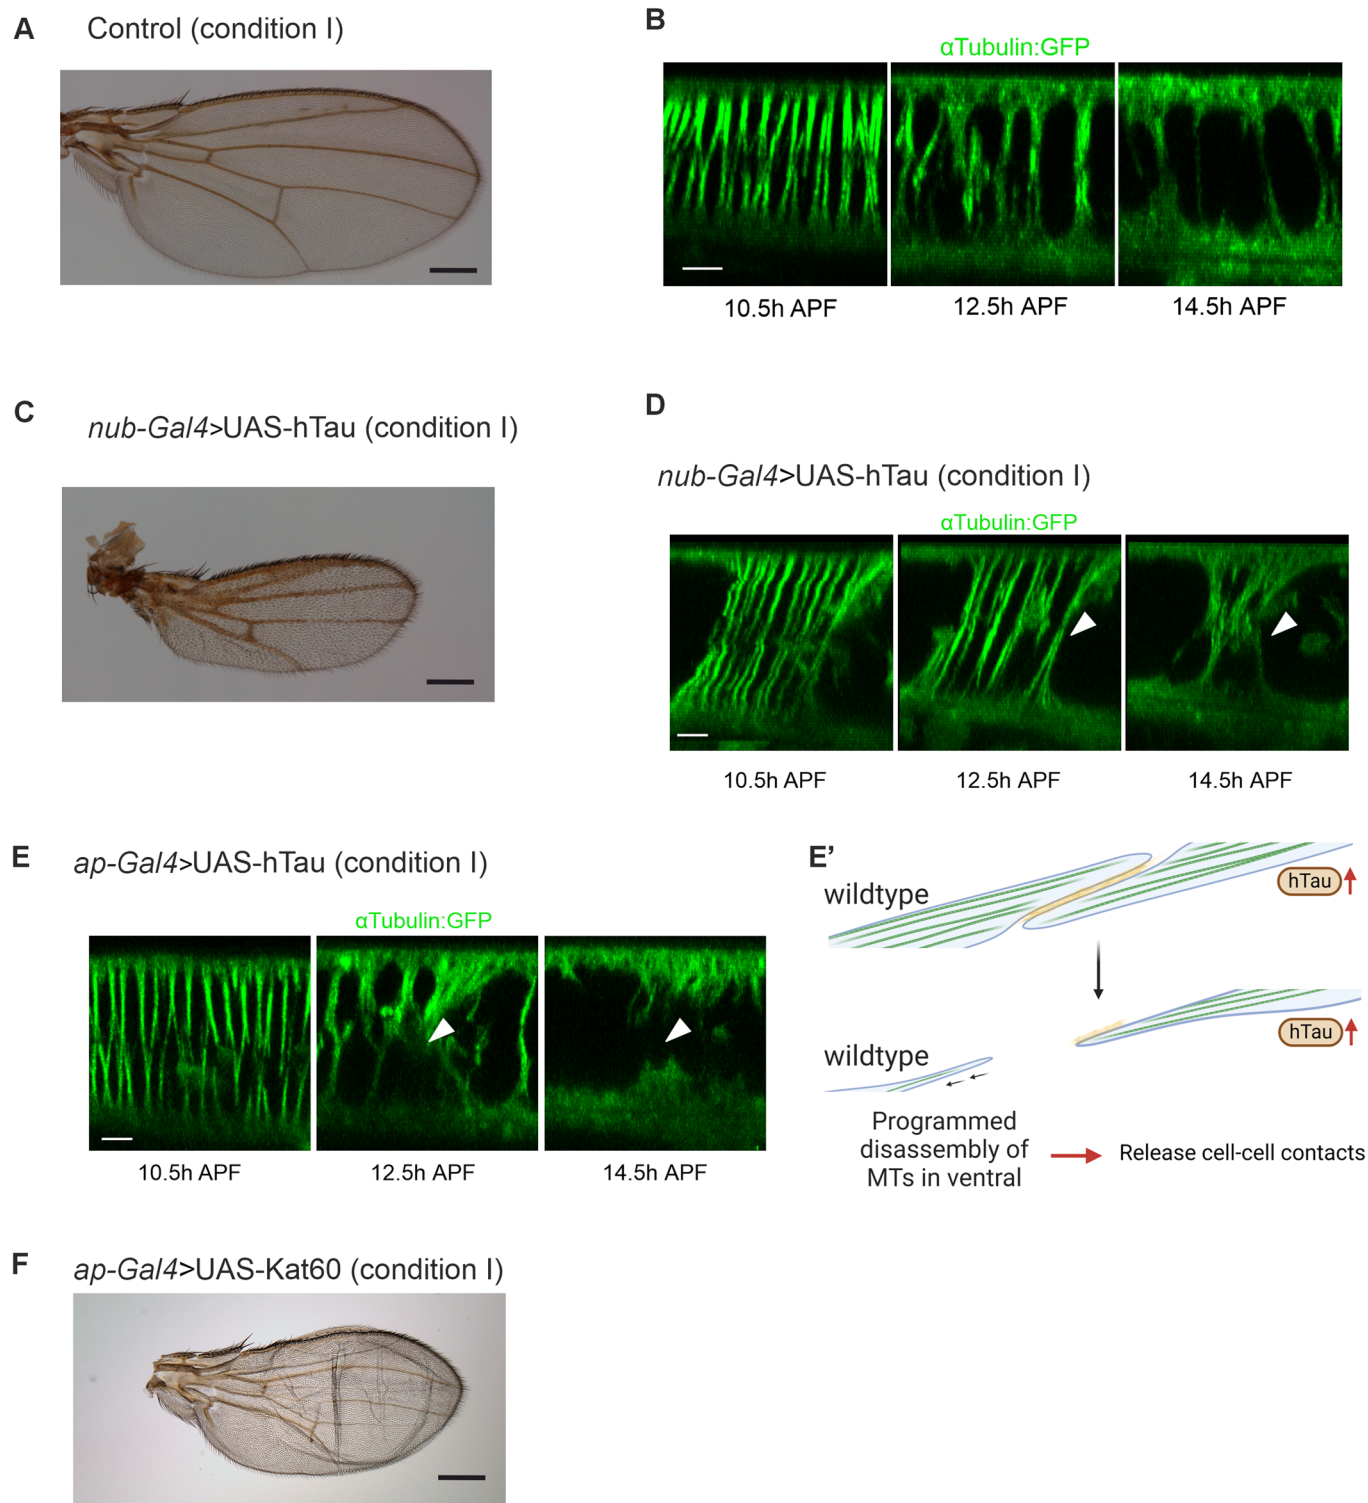 A
Control (condition I)
B
αTubulin:GFP
10.5h APF
12.5h APF
14.5h APF
C
nub-Gal4>UAS-hTau (condition I)
D
nub-Gal4>UAS-hTau (condition I)
αTubulin:GFP
10.5h APF
12.5h APF
14.5h APF
E
ap-Gal4>UAS-hTau (condition I)
αTubulin:GFP
10.5h APF
12.5h APF
14.5h APF
E’
wildtype
hTau
hTau
wildtype
Programmed
disassembly of
MTs in ventral
Release cell-cell contacts
F
ap-Gal4>UAS-Kat60 (condition I)